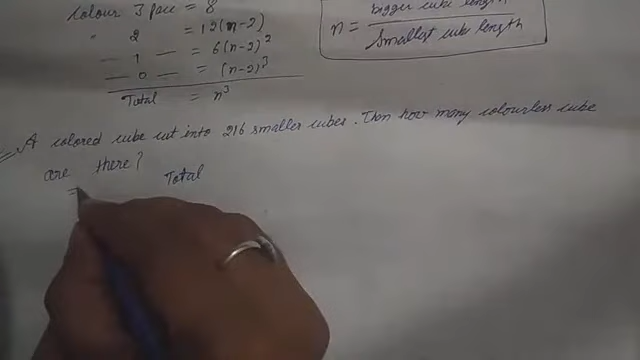 Colour 3 face = 8
" 2 = 12(n-2)
— 1 — = 6(n-2)²
— 0 — = (n-2)³
Total = n³
n = bigger cube length / Smallest cube length
A colored cube cut into 216 smaller cubes. Then how many colourless cube
are there?
Total
=